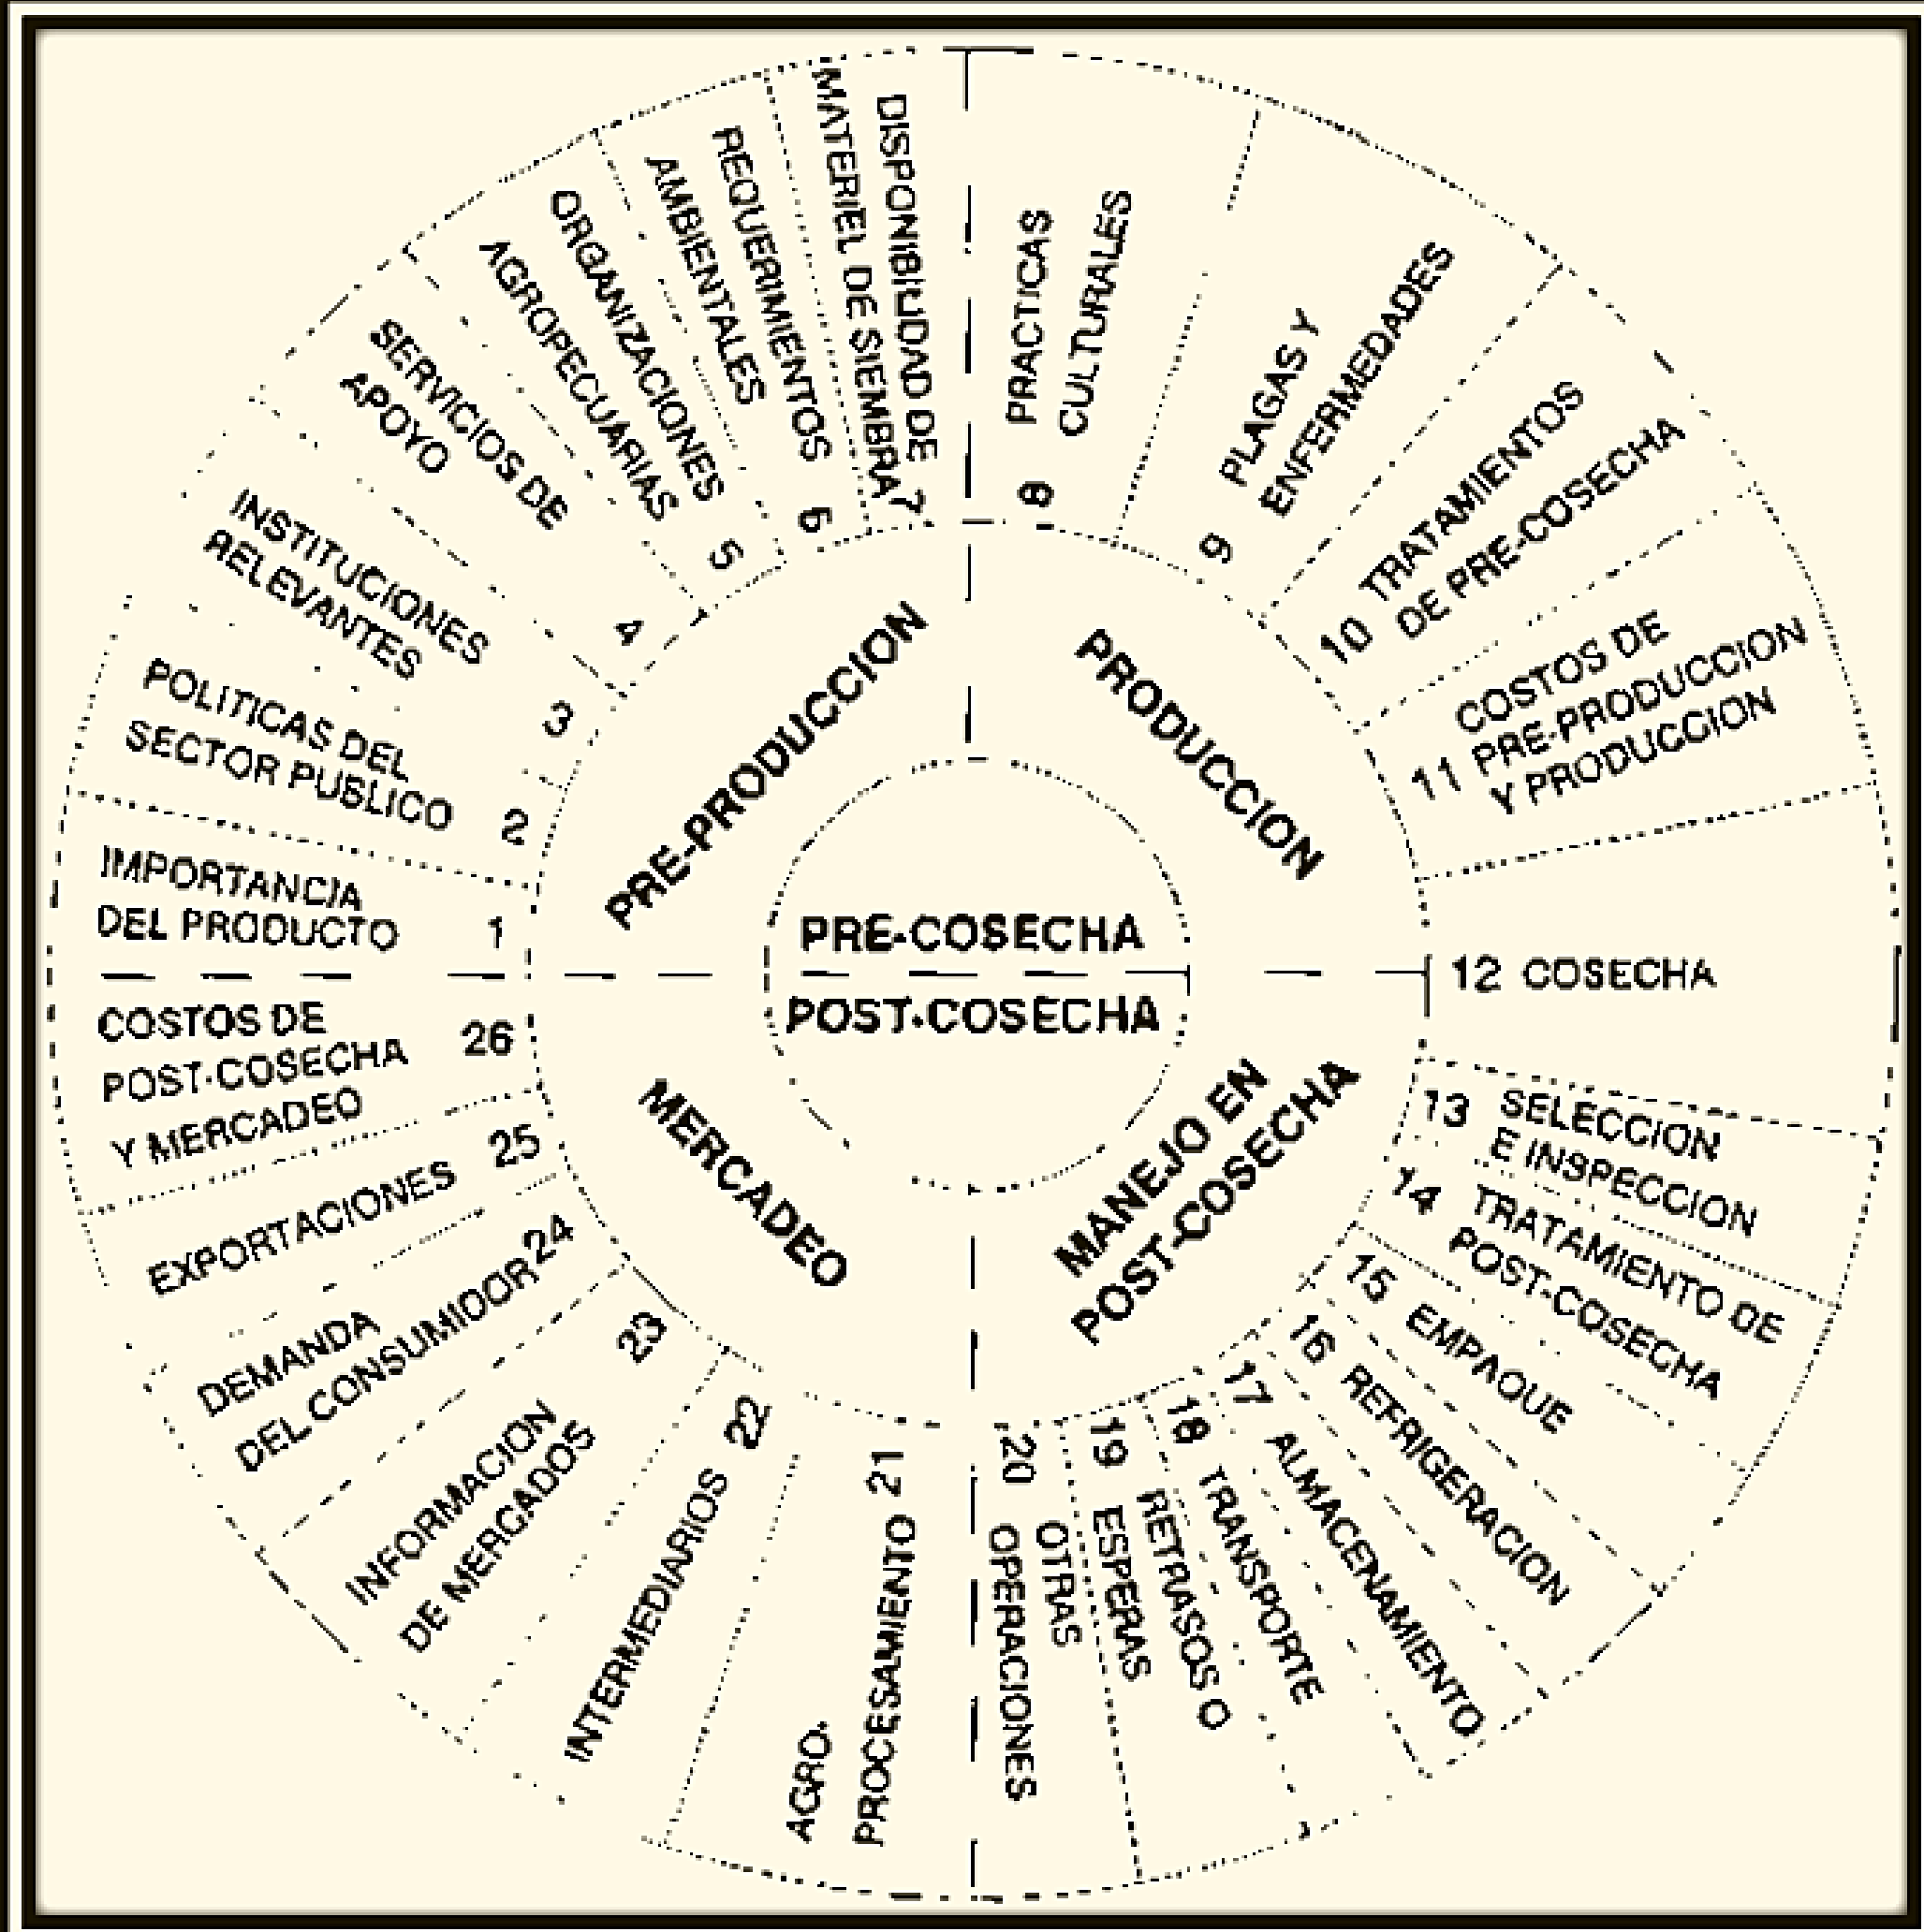 PRE-COSECHA
POST-COSECHA
PRE-PRODUCCION
PRODUCCION
MANEJO EN
POST-COSECHA
MERCADEO
IMPORTANCIA
DEL PRODUCTO 1
POLITICAS DEL
SECTOR PUBLICO 2
INSTITUCIONES
RELEVANTES
3
SERVICIOS DE
APOYO
4
ORGANIZACIONES
AGROPECUARIAS
5
REQUERIMIENTOS
AMBIENTALES
6
DISPONIBILIDAD DE
MATERIEL DE SIEMBRA
7
8 PRACTICAS
CULTURALES
9 PLAGAS Y
ENFERMEDADES
10 TRATAMIENTOS
DE PRE-COSECHA
COSTOS DE
11 PRE-PRODUCCION
Y PRODUCCION
12 COSECHA
13 SELECCION
E INSPECCION
14 TRATAMIENTO DE
POST-COSECHA
15 EMPAQUE
16 REFRIGERACION
17 ALMACENAMIENTO
18 TRANSPORTE
19 RETRASOS O
ESPERAS
20 OTRAS
OPERACIONES
AGRO.
PROCESAMIENTO 21
INTERMEDIARIOS 22
INFORMACION
DE MERCADOS
23
DEMANDA
DEL CONSUMIDOR 24
EXPORTACIONES 25
COSTOS DE
POST-COSECHA 26
Y MERCADEO